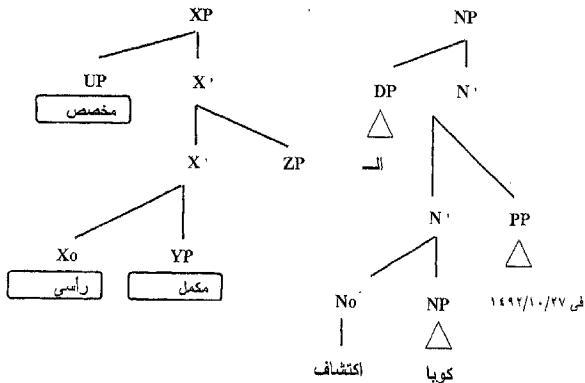 XP NP
UP X' DP N'
مخصص
X' ZP الـ
N' PP
Xo YP
رأسي مكمل
No NP في ١٤٩٢/١٠/٢٧
اكتشاف كوبا